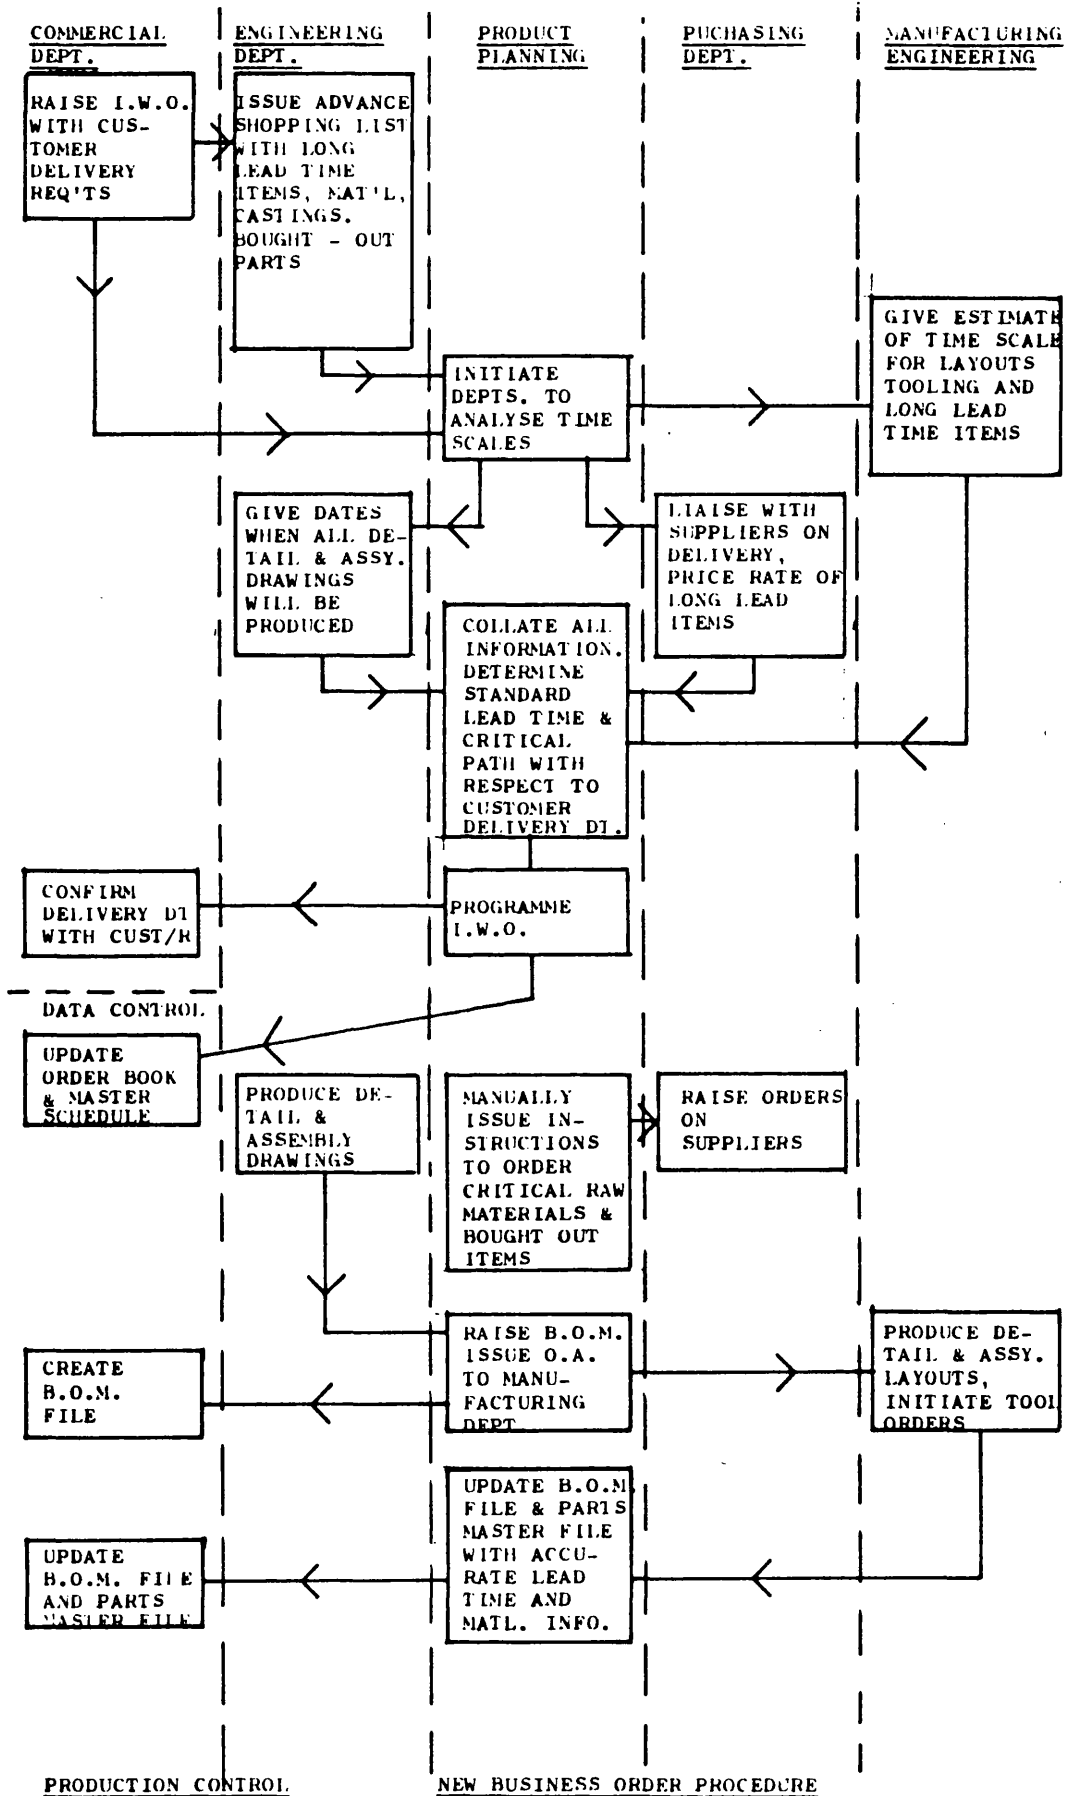 COMMERCIAL
DEPT.
ENGINEERING
DEPT.
PRODUCT
PLANNING
PUCHASING
DEPT.
MANUFACTURING
ENGINEERING
RAISE I.W.O.
WITH CUS-
TOMER
DELIVERY
REQ'TS
ISSUE ADVANCE
SHOPPING LIST
WITH LONG
LEAD TIME
ITEMS, MAT'L,
CASTINGS.
BOUGHT - OUT
PARTS
GIVE ESTIMATE
OF TIME SCALE
FOR LAYOUTS
TOOLING AND
LONG LEAD
TIME ITEMS
INITIATE
DEPTS. TO
ANALYSE TIME
SCALES
GIVE DATES
WHEN ALL DE-
TAIL & ASSY.
DRAWINGS
WILL BE
PRODUCED
LIAISE WITH
SUPPLIERS ON
DELIVERY,
PRICE RATE OF
LONG LEAD
ITEMS
COLLATE ALL
INFORMATION.
DETERMINE
STANDARD
LEAD TIME &
CRITICAL
PATH WITH
RESPECT TO
CUSTOMER
DELIVERY DT.
CONFIRM
DELIVERY DT
WITH CUST/R
PROGRAMME
I.W.O.
DATA CONTROL
UPDATE
ORDER BOOK
& MASTER
SCHEDULE
PRODUCE DE-
TAIL &
ASSEMBLY
DRAWINGS
MANUALLY
ISSUE IN-
STRUCTIONS
TO ORDER
CRITICAL RAW
MATERIALS &
BOUGHT OUT
ITEMS
RAISE ORDERS
ON
SUPPLIERS
CREATE
B.O.M.
FILE
RAISE B.O.M.
ISSUE O.A.
TO MANU-
FACTURING
DEPT
PRODUCE DE-
TAIL & ASSY.
LAYOUTS,
INITIATE TOOL
ORDERS
UPDATE
B.O.M. FILE
AND PARTS
MASTER FILE
UPDATE B.O.M
FILE & PARTS
MASTER FILE
WITH ACCU-
RATE LEAD
TIME AND
MATL. INFO.
PRODUCTION CONTROL
NEW BUSINESS ORDER PROCEDURE